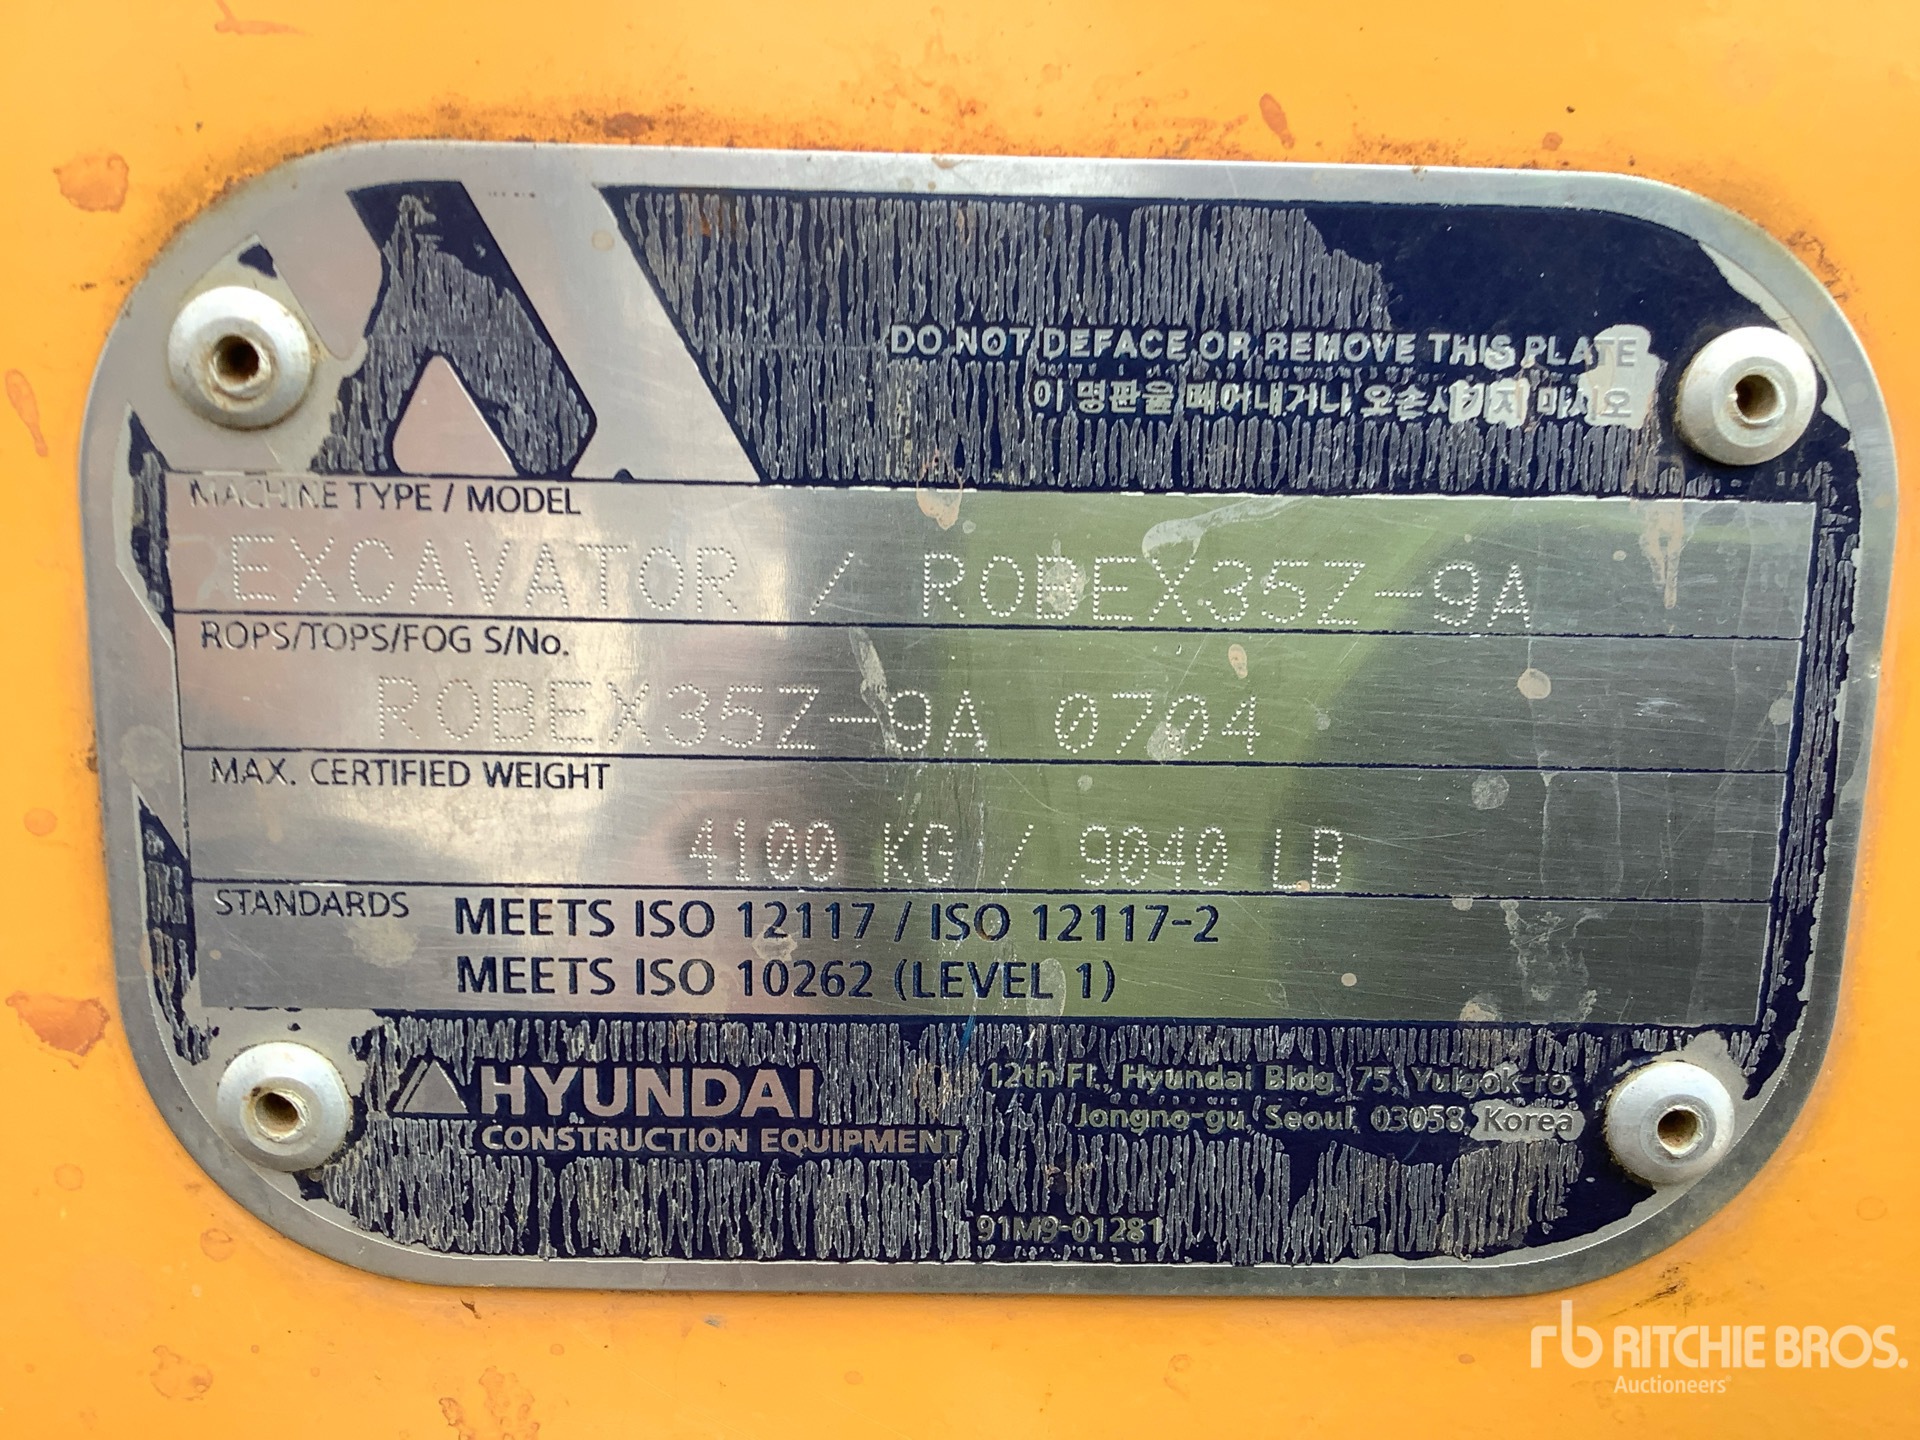 DO NOT DEFACE OR REMOVE THIS PLATE
이 명판을 떼어내거나 오손시키지 마시오
MACHINE TYPE / MODEL
EXCAVATOR / ROBEX35Z-9A
ROPS/TOPS/FOG S/No.
ROBEX35Z-9A 0704
MAX. CERTIFIED WEIGHT
4100 KG / 9040 LB
STANDARDS MEETS ISO 12117 / ISO 12117-2
MEETS ISO 10262 (LEVEL 1)
HYUNDAI
CONSTRUCTION EQUIPMENT
12th Fl., Hyundai Bldg. 75, Yulgok-ro,
Jongno-gu, Seoul, 03058, Korea
91M9-01281
rb RITCHIE BROS.
Auctioneers